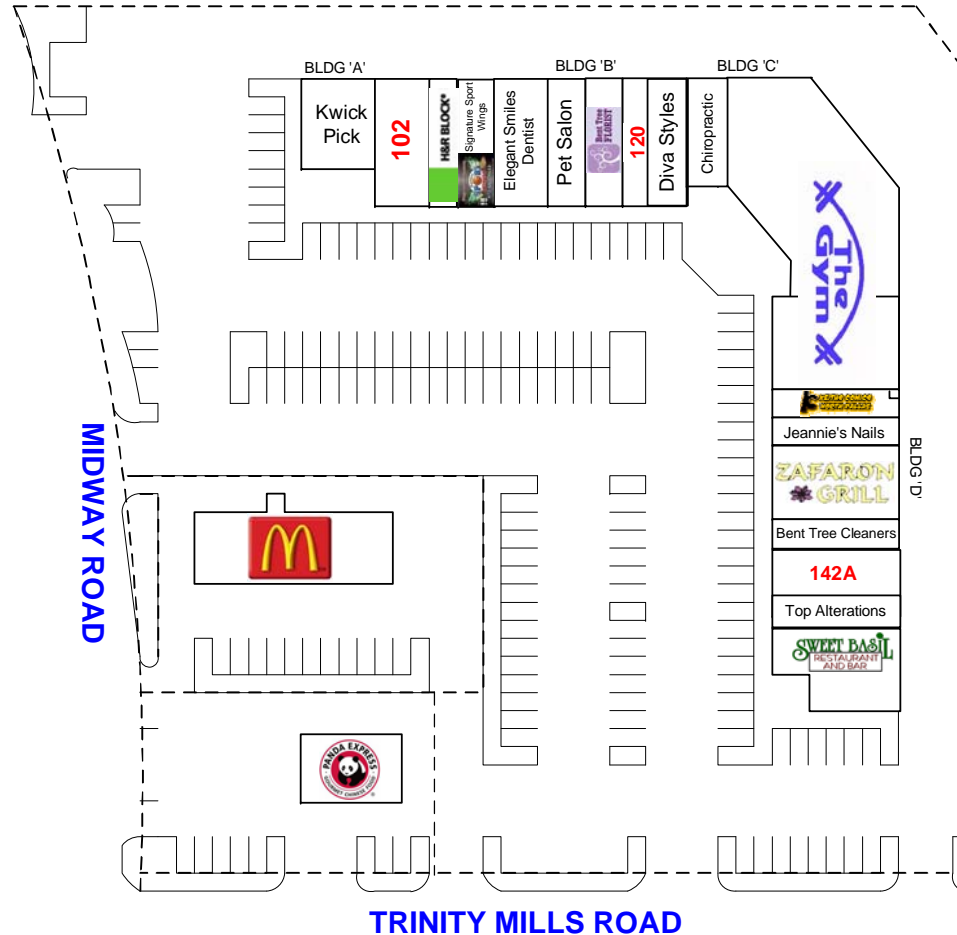 BLDG 'A'
BLDG 'B'
BLDG 'C'
Kwick
Pick
102
H&R BLOCK®
Signature Sport
Wings
Elegant Smiles
Dentist
Pet Salon
Bent Tree
FLORIST
120
Diva Styles
Chiropractic
The
Gym
Jeannie's Nails
ZAFARON
GRILL
BLDG 'D'
Bent Tree Cleaners
142A
Top Alterations
SWEET BASIL
RESTAURANT
AND BAR
MIDWAY ROAD
PANDA EXPRESS
GOURMET CHINESE FOOD
TRINITY MILLS ROAD